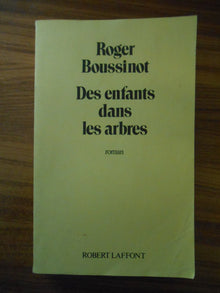 Roger
Boussinot
Des enfants
dans
les arbres
roman
ROBERT LAFFONT